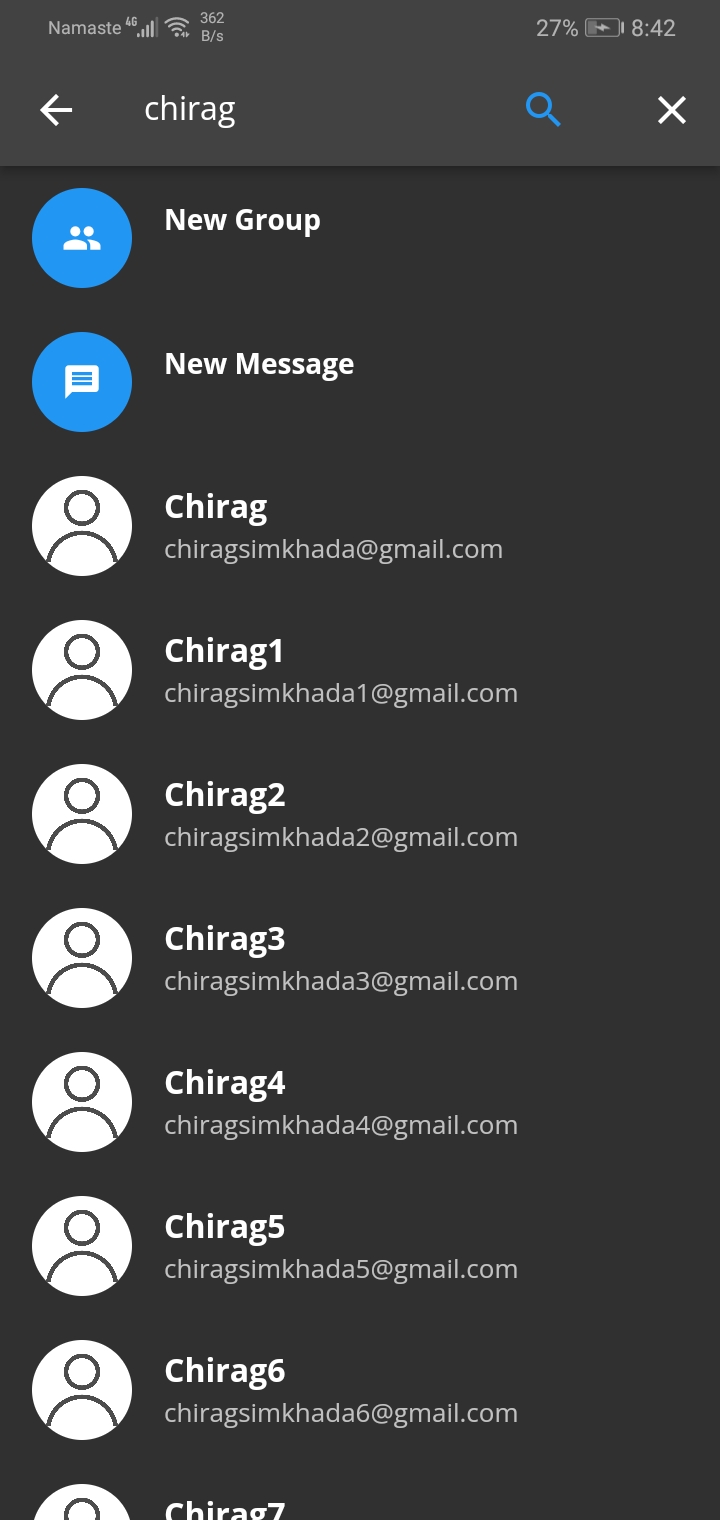 Namaste 4G 362 B/s 27% 8:42
chirag
New Group
New Message
Chirag
chiragsimkhada@gmail.com
Chirag1
chiragsimkhada1@gmail.com
Chirag2
chiragsimkhada2@gmail.com
Chirag3
chiragsimkhada3@gmail.com
Chirag4
chiragsimkhada4@gmail.com
Chirag5
chiragsimkhada5@gmail.com
Chirag6
chiragsimkhada6@gmail.com
Chirag7